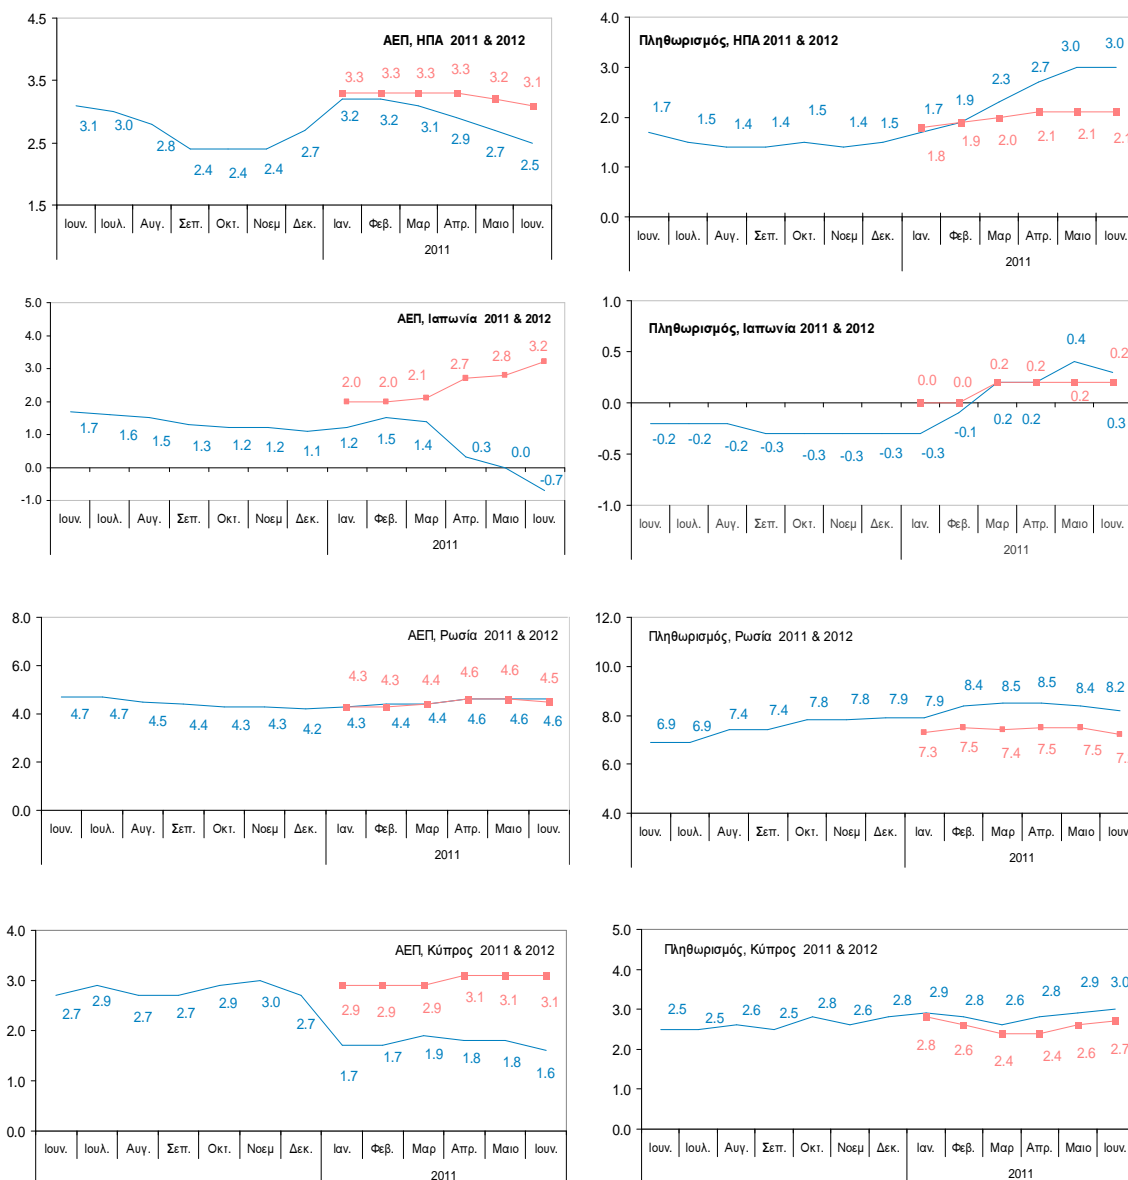 ΑΕΠ, ΗΠΑ 2011 & 2012
4.5
3.5
2.5
1.5
3.3 3.3 3.3 3.3 3.2 3.1
3.1 3.0 2.8 2.4 2.4 2.4 2.7 3.2 3.2 3.1 2.9 2.7 2.5
Ιουν. Ιουλ. Αυγ. Σεπ. Οκτ. Νοεμ Δεκ. Ιαν. Φεβ. Μαρ Απρ. Μαιο Ιουν.
2011
Πληθωρισμός, ΗΠΑ 2011 & 2012
4.0
3.0
2.0
1.0
0.0
1.7 1.5 1.4 1.4 1.5 1.4 1.5 1.7 1.9 2.3 2.7 3.0 3.0
1.8 1.9 2.0 2.1 2.1 2.1
Ιουν. Ιουλ. Αυγ. Σεπ. Οκτ. Νοεμ Δεκ. Ιαν. Φεβ. Μαρ Απρ. Μαιο Ιουν.
2011
ΑΕΠ, Ιαπωνία 2011 & 2012
5.0
4.0
3.0
2.0
1.0
0.0
-1.0
2.0 2.0 2.1 2.7 2.8 3.2
1.7 1.6 1.5 1.3 1.2 1.2 1.1 1.2 1.5 1.4 0.3 0.0 -0.7
Ιουν. Ιουλ. Αυγ. Σεπ. Οκτ. Νοεμ Δεκ. Ιαν. Φεβ. Μαρ Απρ. Μαιο Ιουν.
2011
Πληθωρισμός, Ιαπωνία 2011 & 2012
1.0
0.5
0.0
-0.5
-1.0
0.0 0.0 0.2 0.2 0.2 0.2
-0.2 -0.2 -0.2 -0.3 -0.3 -0.3 -0.3 -0.3 -0.1 0.2 0.2 0.4 0.3
Ιουν. Ιουλ. Αυγ. Σεπ. Οκτ. Νοεμ Δεκ. Ιαν. Φεβ. Μαρ Απρ. Μαιο Ιουν.
2011
ΑΕΠ, Ρωσία 2011 & 2012
8.0
6.0
4.0
2.0
0.0
4.3 4.3 4.4 4.6 4.6 4.5
4.7 4.7 4.5 4.4 4.3 4.3 4.2 4.3 4.4 4.4 4.6 4.6 4.6
Ιουν. Ιουλ. Αυγ. Σεπ. Οκτ. Νοεμ Δεκ. Ιαν. Φεβ. Μαρ Απρ. Μαιο Ιουν.
2011
Πληθωρισμός, Ρωσία 2011 & 2012
12.0
10.0
8.0
6.0
4.0
6.9 6.9 7.4 7.4 7.8 7.8 7.9 7.9 8.4 8.5 8.5 8.4 8.2
7.3 7.5 7.4 7.5 7.5
Ιουν. Ιουλ. Αυγ. Σεπ. Οκτ. Νοεμ Δεκ. Ιαν. Φεβ. Μαρ Απρ. Μαιο Ιουν
2011
ΑΕΠ, Κύπρος 2011 & 2012
4.0
3.0
2.0
1.0
0.0
2.9 2.9 2.9 3.1 3.1 3.1
2.7 2.9 2.7 2.7 2.9 3.0 2.7 1.7 1.7 1.9 1.8 1.8 1.6
Ιουν. Ιουλ. Αυγ. Σεπ. Οκτ. Νοεμ Δεκ. Ιαν. Φεβ. Μαρ Απρ. Μαιο Ιουν.
2011
Πληθωρισμός, Κύπρος 2011 & 2012
5.0
4.0
3.0
2.0
1.0
0.0
2.5 2.5 2.6 2.5 2.8 2.6 2.8 2.9 2.8 2.6 2.8 2.9 3.0
2.8 2.6 2.4 2.4 2.6 2.7
Ιουν. Ιουλ. Αυγ. Σεπ. Οκτ. Νοεμ Δεκ. Ιαν. Φεβ. Μαρ Απρ. Μαιο Ιουν.
2011